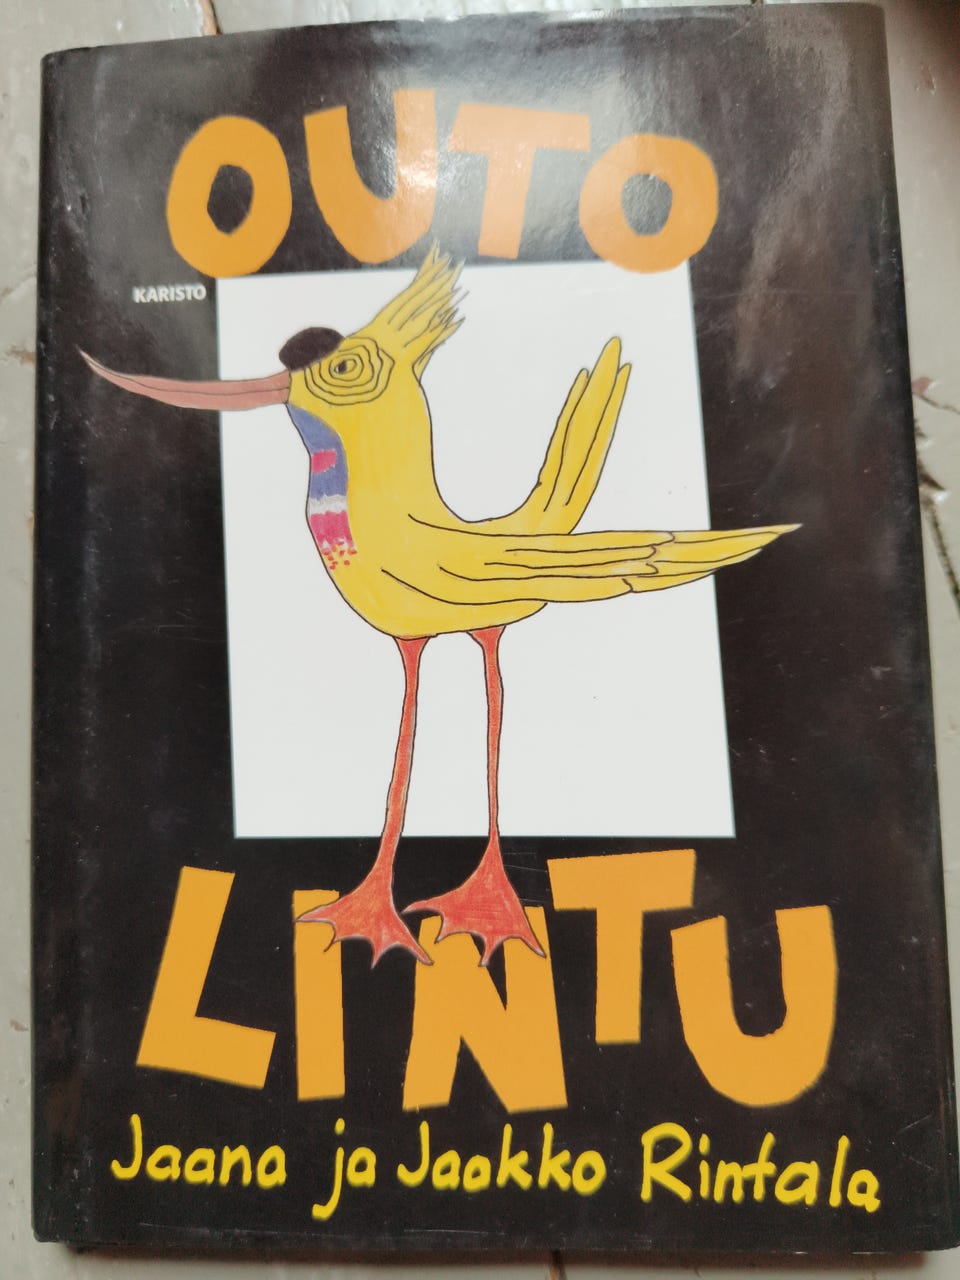 OUTO
KARISTO
LINTU
Jaana ja Jaakko Rintala